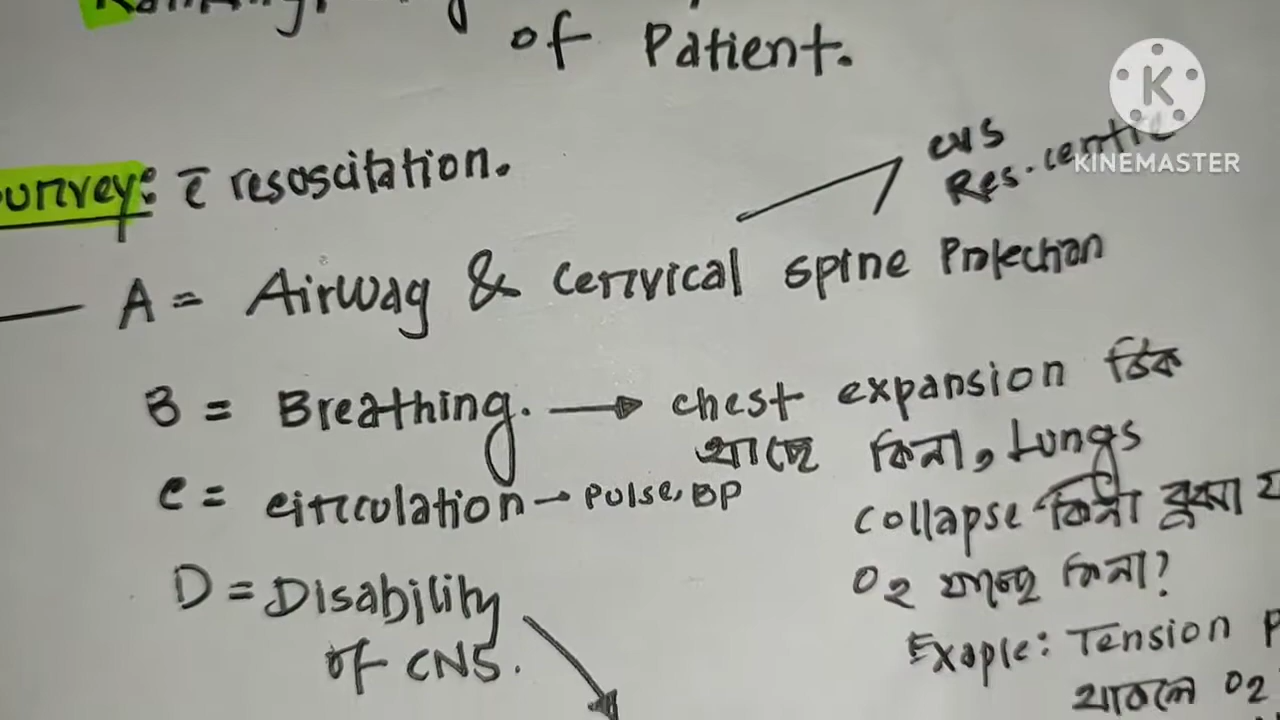 of Patient.
CNS
Res. centre
survey: c̄ resoscitation.
A = Airway & Cervical spine Protection
B = Breathing. → chest expansion ঠিক
আছে কিনা, Lungs
C = circulation → Pulse, BP
collapse কিনা বুঝা
O2 যাচ্ছে কিনা?
D = Disability
of CNS.
Exaple: Tension P
থাকলে O2
KINEMASTER